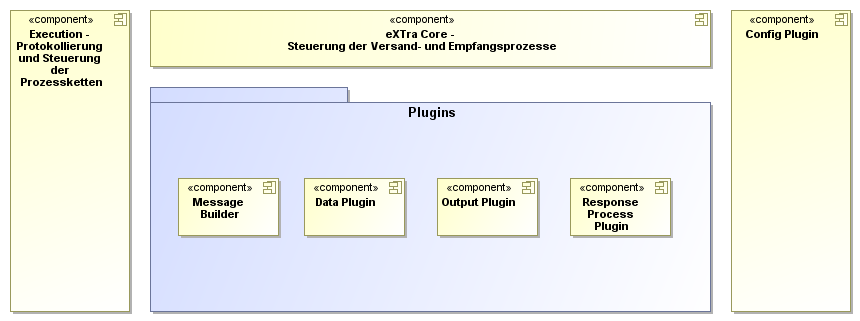 «component»
Execution -
Protokollierung
und Steuerung
der
Prozessketten
«component»
eXTra Core -
Steuerung der Versand- und Empfangsprozesse
«component»
Config Plugin
Plugins
«component»
Message
Builder
«component»
Data Plugin
«component»
Output Plugin
«component»
Response
Process
Plugin